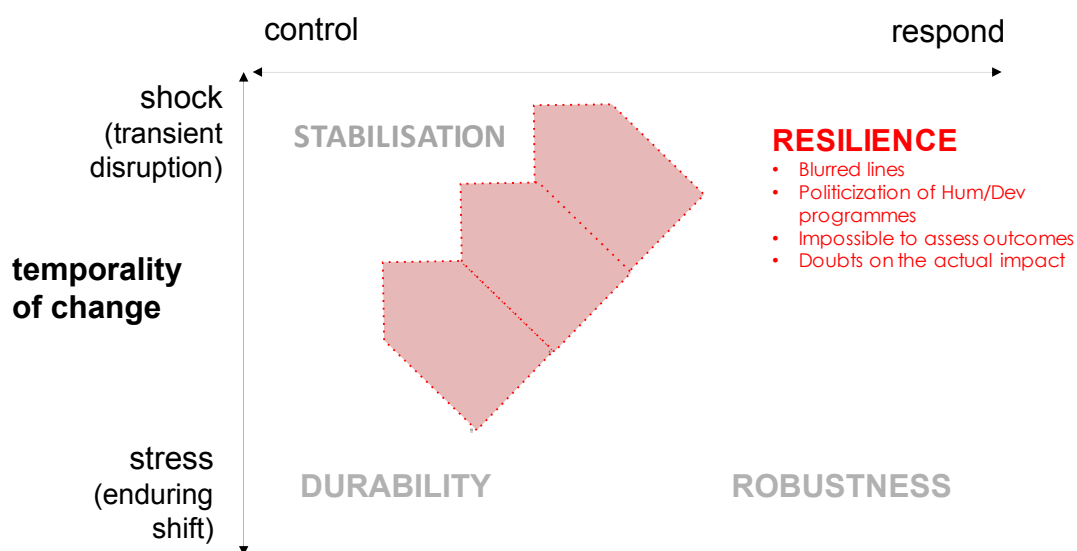 control
respond
shock
(transient
disruption)
STABILISATION
RESILIENCE
• Blurred lines
• Politicization of Hum/Dev
programmes
• Impossible to assess outcomes
• Doubts on the actual impact
temporality
of change
stress
(enduring
shift)
DURABILITY
ROBUSTNESS